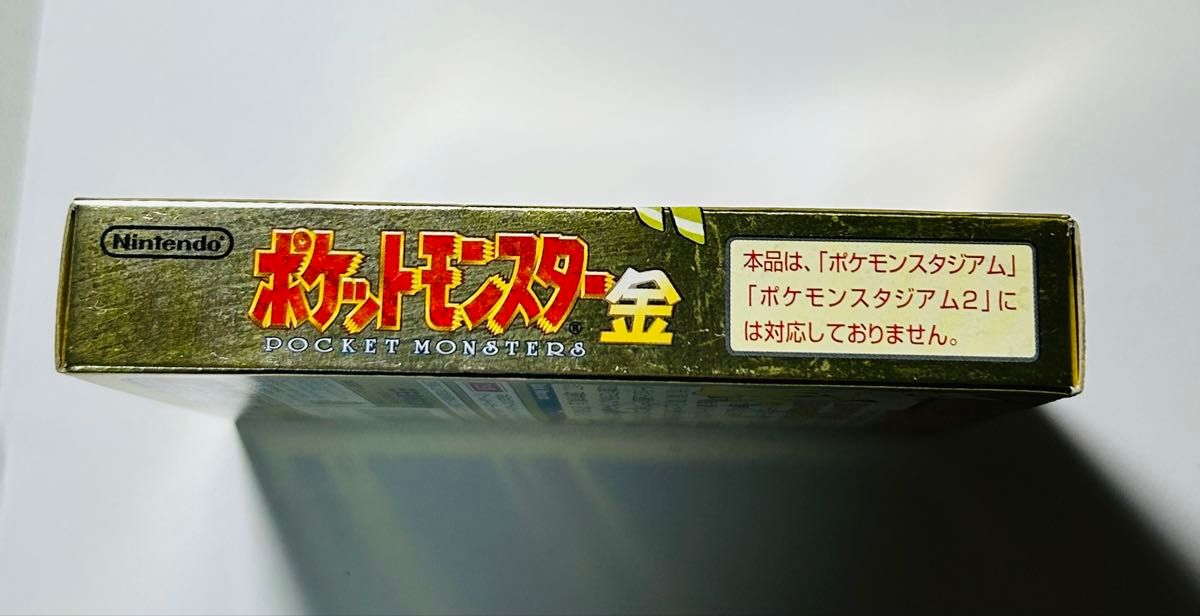 Nintendo®
ポケットモンスター®金
POCKET MONSTERS
本品は、「ポケモンスタジアム」
「ポケモンスタジアム2」に
は対応しておりません。